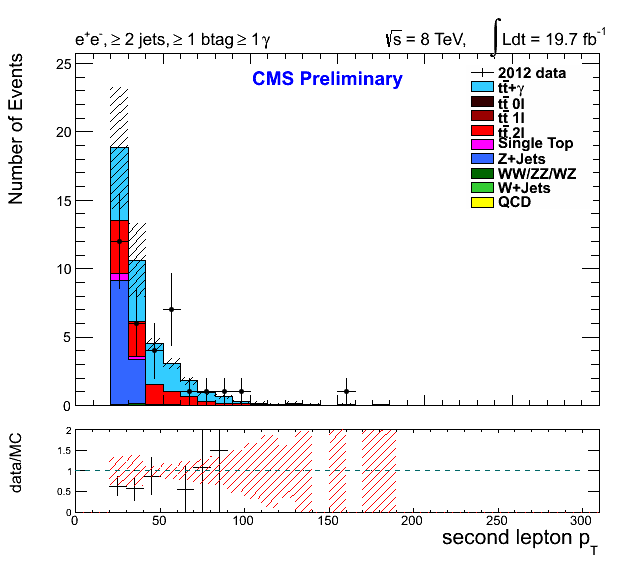 e⁺e⁻, ≥ 2 jets, ≥ 1 btag ≥ 1 γ
√s = 8 TeV, ∫ Ldt = 19.7 fb⁻¹
CMS Preliminary
2012 data
tt̄+γ
tt̄ 0l
tt̄ 1l
tt̄ 2l
Single Top
Z+Jets
WW/ZZ/WZ
W+Jets
QCD
Number of Events
25
20
15
10
5
0
data/MC
2
1.5
1
0.5
0
0 50 100 150 200 250 300
second lepton p_T